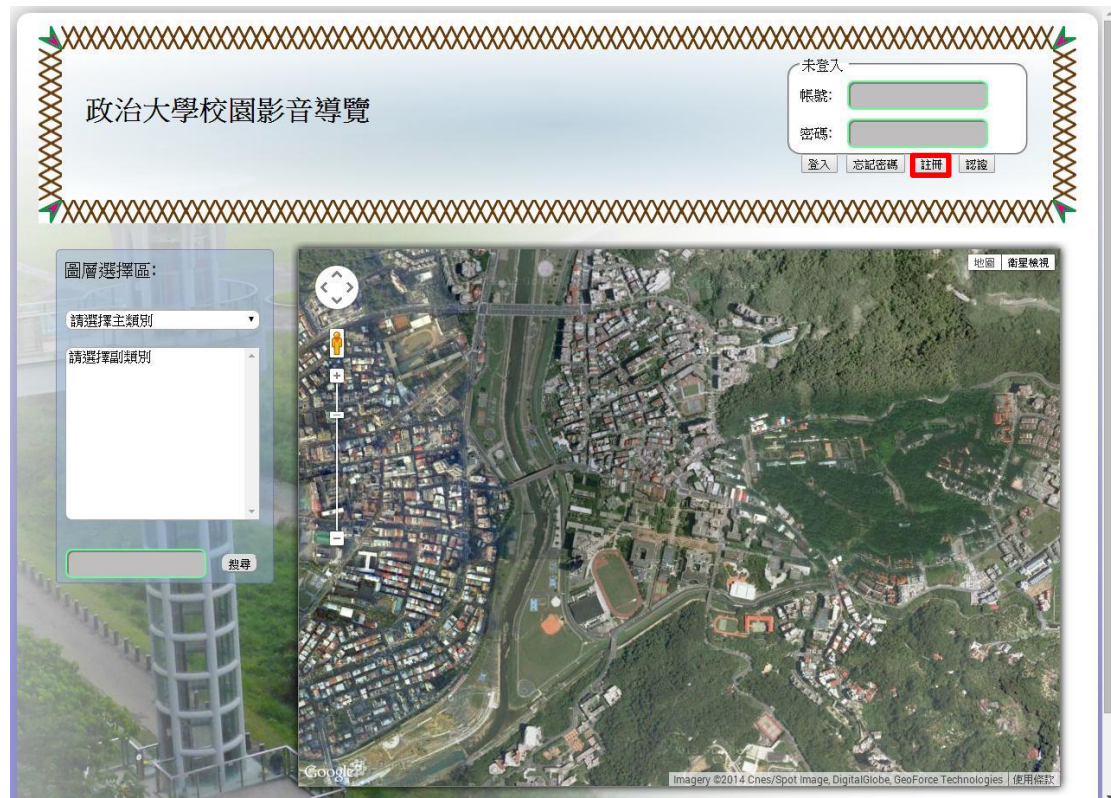 未登入
政治大學校園影音導覽
帳號:
密碼:
登入 忘記密碼 註冊 認證
圖層選擇區:
請選擇主類別
請選擇副類別
搜尋
地圖 衛星檢視
Google
Imagery ©2014 Cnes/Spot Image, DigitalGlobe, GeoForce Technologies 使用條款